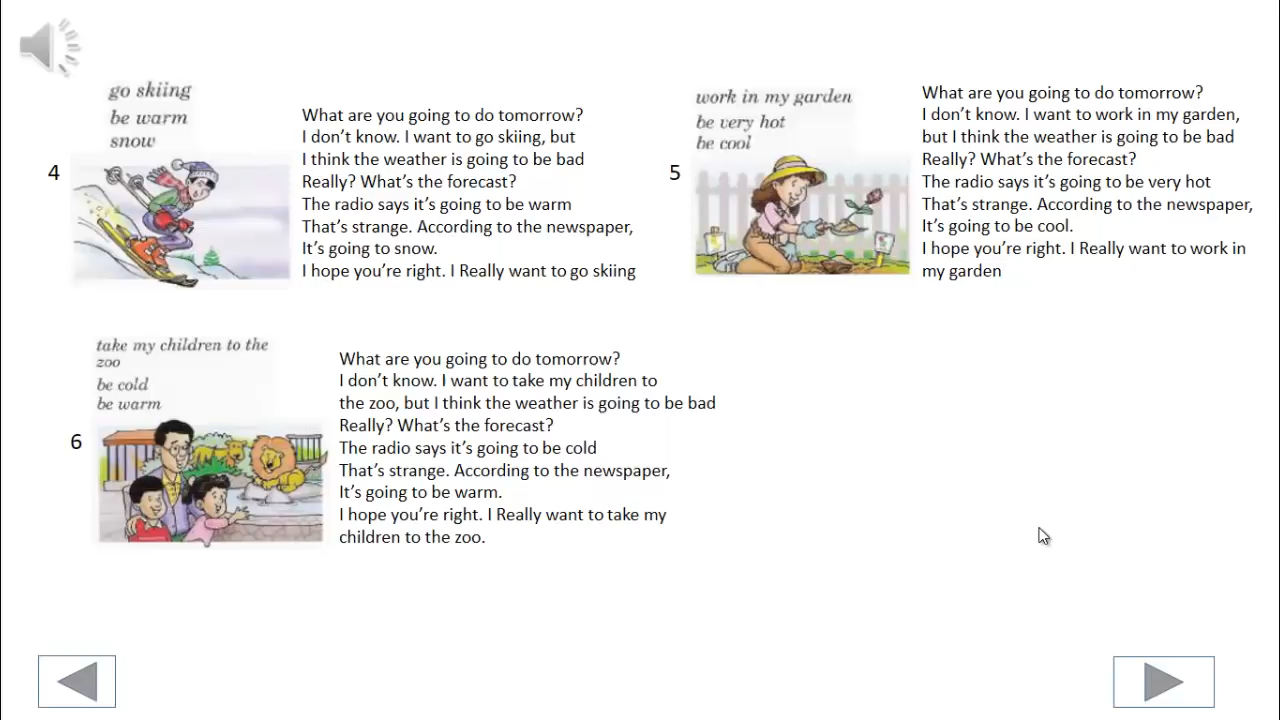 go skiing
be warm
snow
4
What are you going to do tomorrow?
I don't know. I want to go skiing, but
I think the weather is going to be bad
Really? What's the forecast?
The radio says it's going to be warm
That's strange. According to the newspaper,
It's going to snow.
I hope you're right. I Really want to go skiing
work in my garden
be very hot
be cool
5
What are you going to do tomorrow?
I don't know. I want to work in my garden,
but I think the weather is going to be bad
Really? What's the forecast?
The radio says it's going to be very hot
That's strange. According to the newspaper,
It's going to be cool.
I hope you're right. I Really want to work in
my garden
take my children to the
zoo
be cold
be warm
6
What are you going to do tomorrow?
I don't know. I want to take my children to
the zoo, but I think the weather is going to be bad
Really? What's the forecast?
The radio says it's going to be cold
That's strange. According to the newspaper,
It's going to be warm.
I hope you're right. I Really want to take my
children to the zoo.